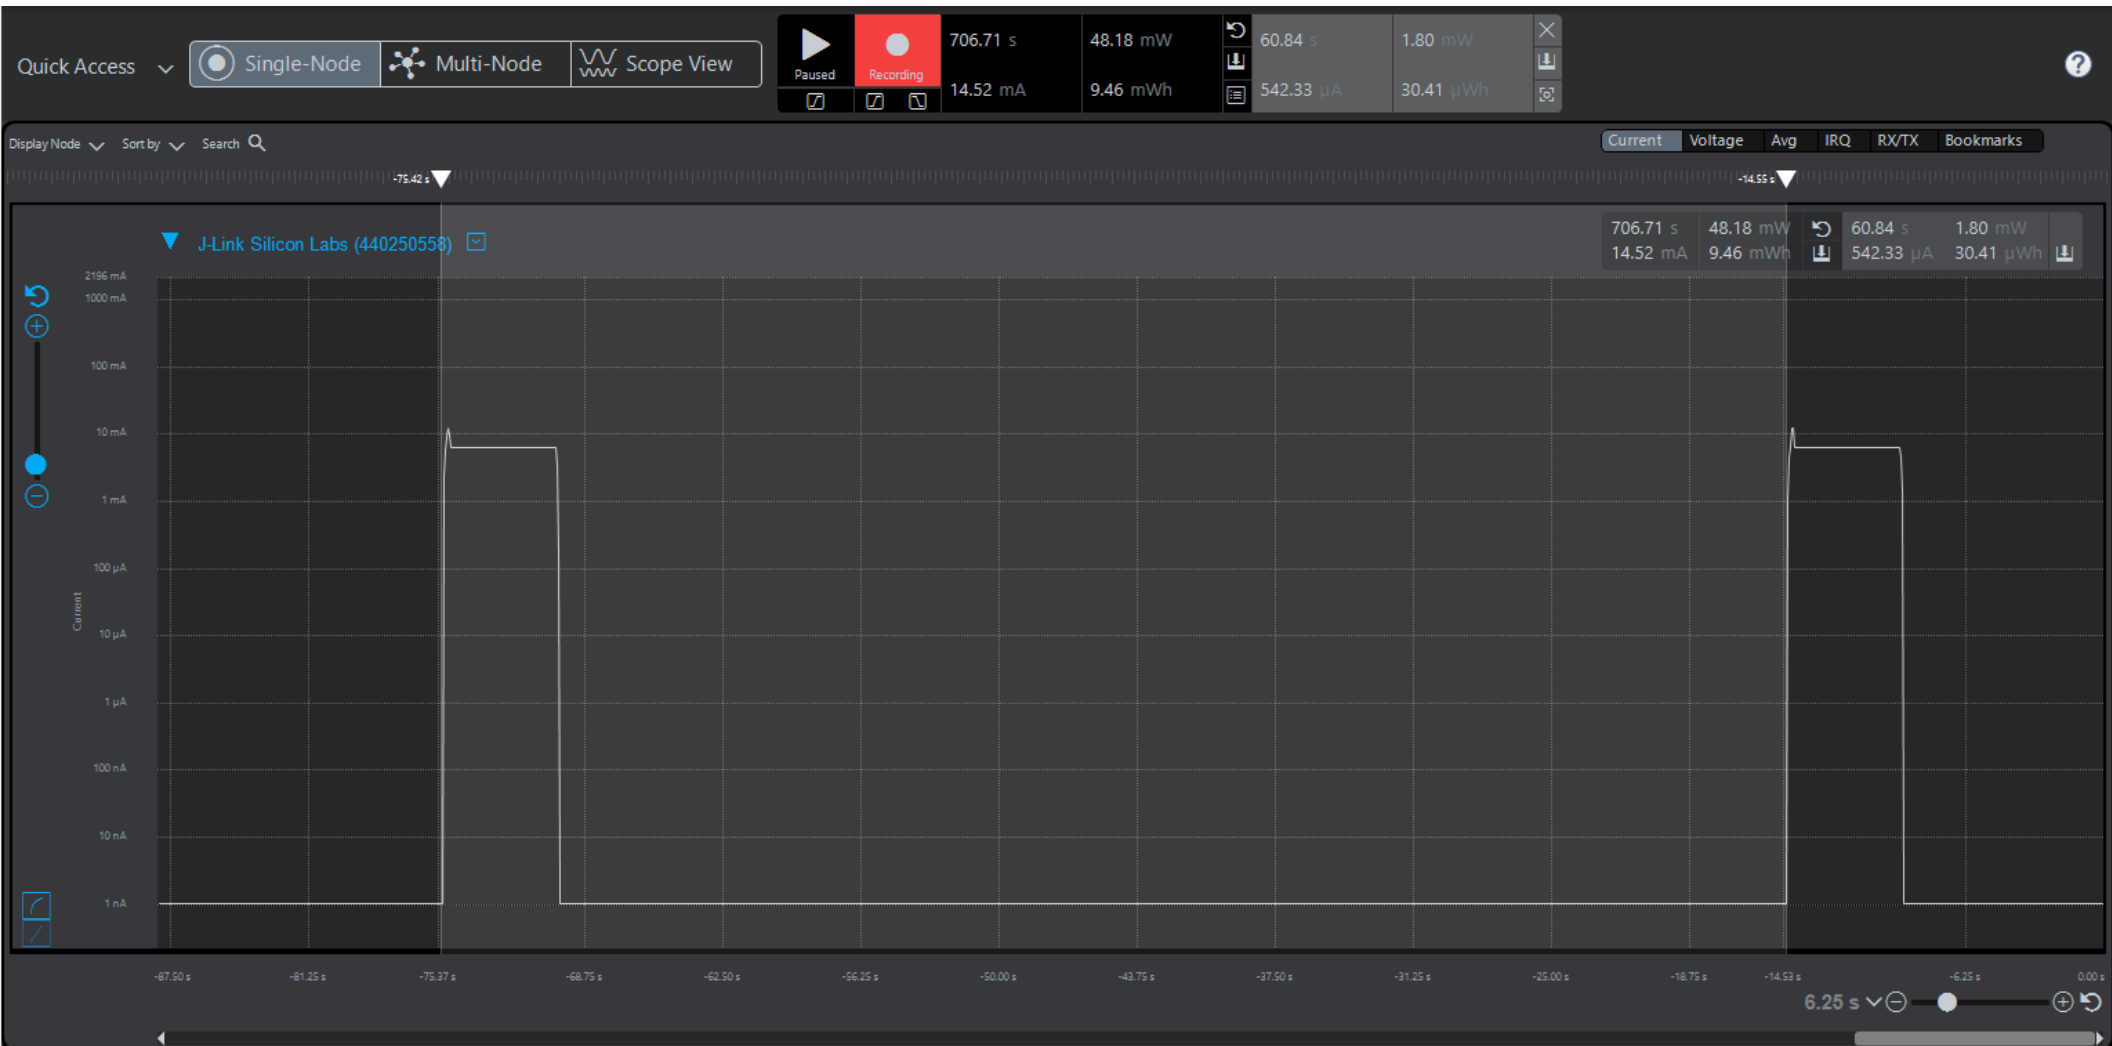 Quick Access Single-Node Multi-Node Scope View
Paused Recording
706.71 s 48.18 mW 60.84 s 1.80 mW
14.52 mA 9.46 mWh 542.33 µA 30.41 µWh
Display Node Sort by Search
Current Voltage Avg IRQ RX/TX Bookmarks
-75.42 s -14.55 s
J-Link Silicon Labs (440250558)
706.71 s 48.18 mW 60.84 s 1.80 mW
14.52 mA 9.46 mWh 542.33 µA 30.41 µWh
2196 mA
1000 mA
100 mA
10 mA
1 mA
100 µA
Current
10 µA
1 µA
100 nA
10 nA
1 nA
-87.50 s -81.25 s -75.37 s -68.75 s -62.50 s -56.25 s -50.00 s -43.75 s -37.50 s -31.25 s -25.00 s -18.75 s -14.53 s -6.25 s 0.00 s
6.25 s